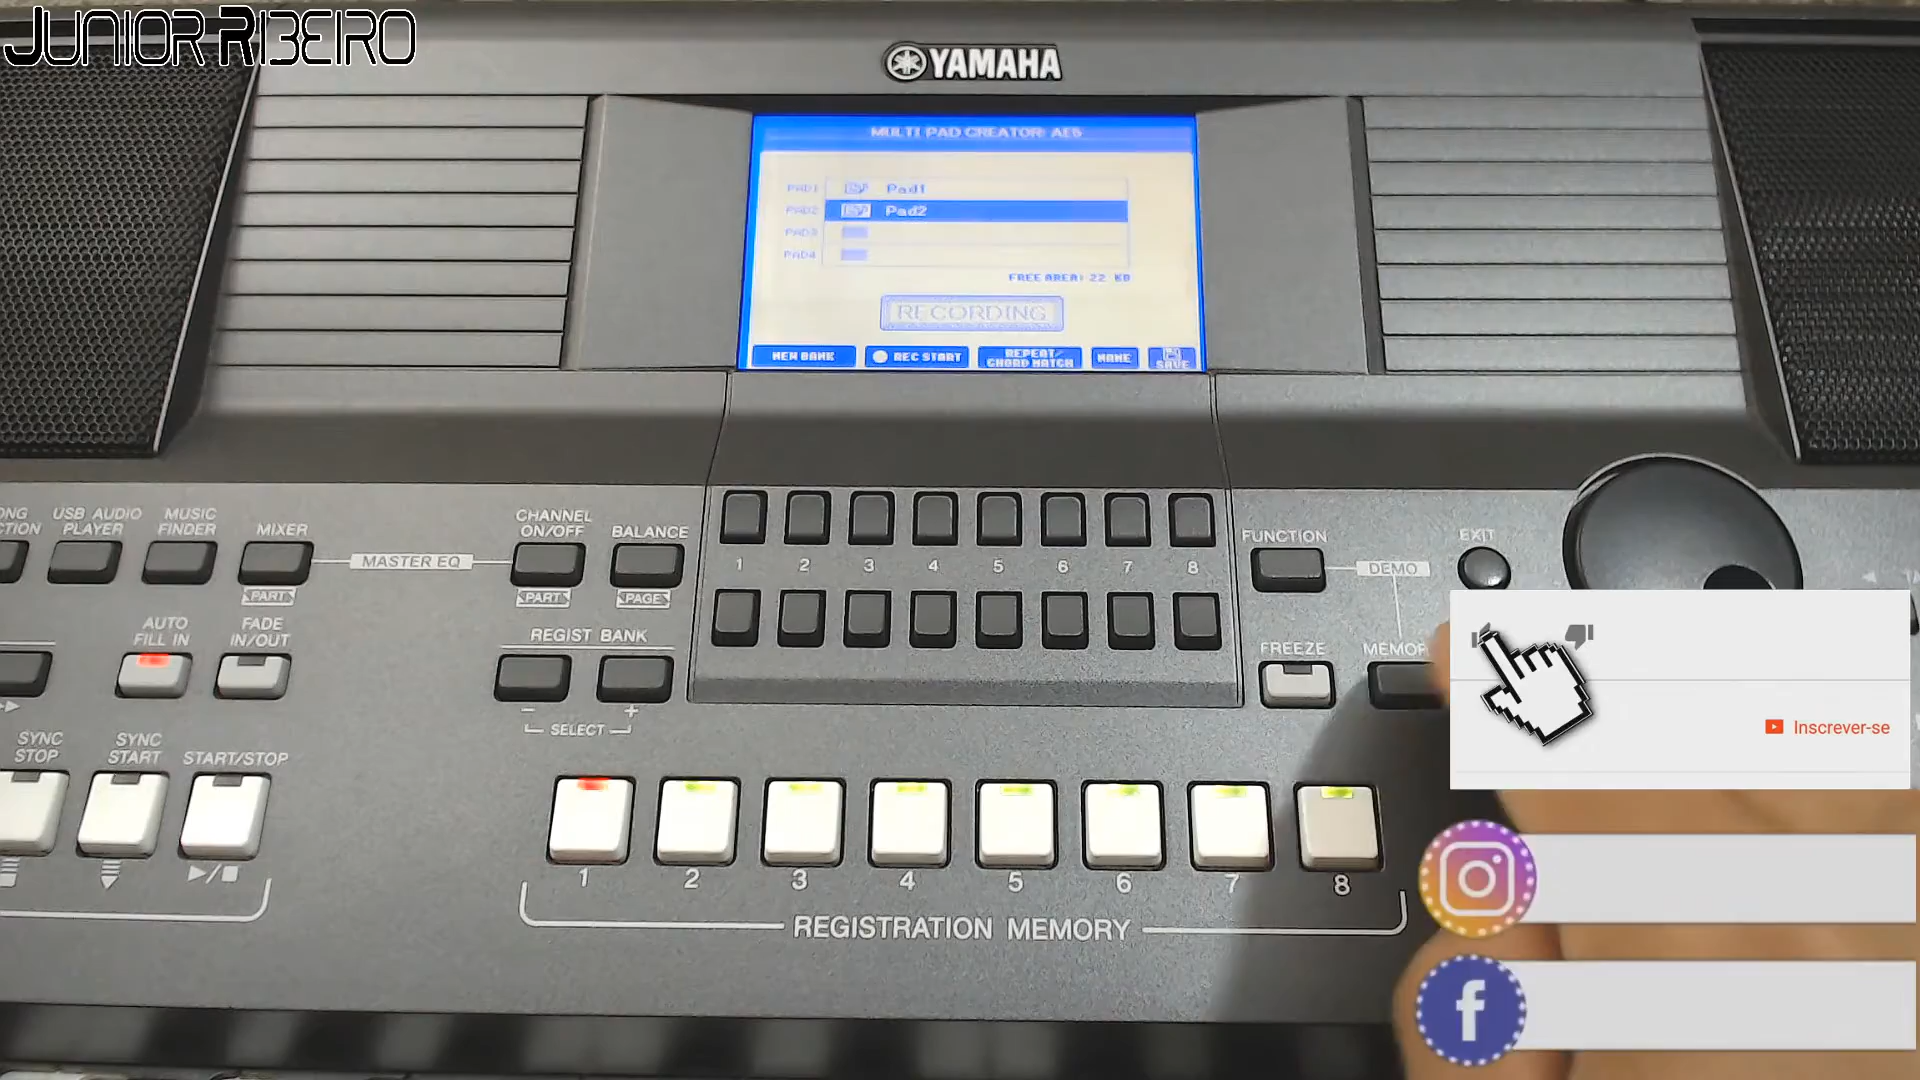 JUNIOR RIBEIRO
YAMAHA
MULTI PAD CREATOR: AES
PAD1 Pad1
PAD2 Pad2
PAD3
PAD4
FREE AREA: 22 KB
RECORDING
NEW BANK
REC START
REPEAT/
CHORD MATCH
NAME
SAVE
USB AUDIO
PLAYER
MUSIC
FINDER
MIXER
PART
MASTER EQ
CHANNEL
ON/OFF
PART
BALANCE
PAGE
1 2 3 4 5 6 7 8
FUNCTION
DEMO
EXIT
AUTO
FILL IN
FADE
IN/OUT
REGIST BANK
- +
SELECT
FREEZE
MEMOR
Inscrever-se
SYNC
STOP
SYNC
START
START/STOP
1 2 3 4 5 6 7 8
REGISTRATION MEMORY